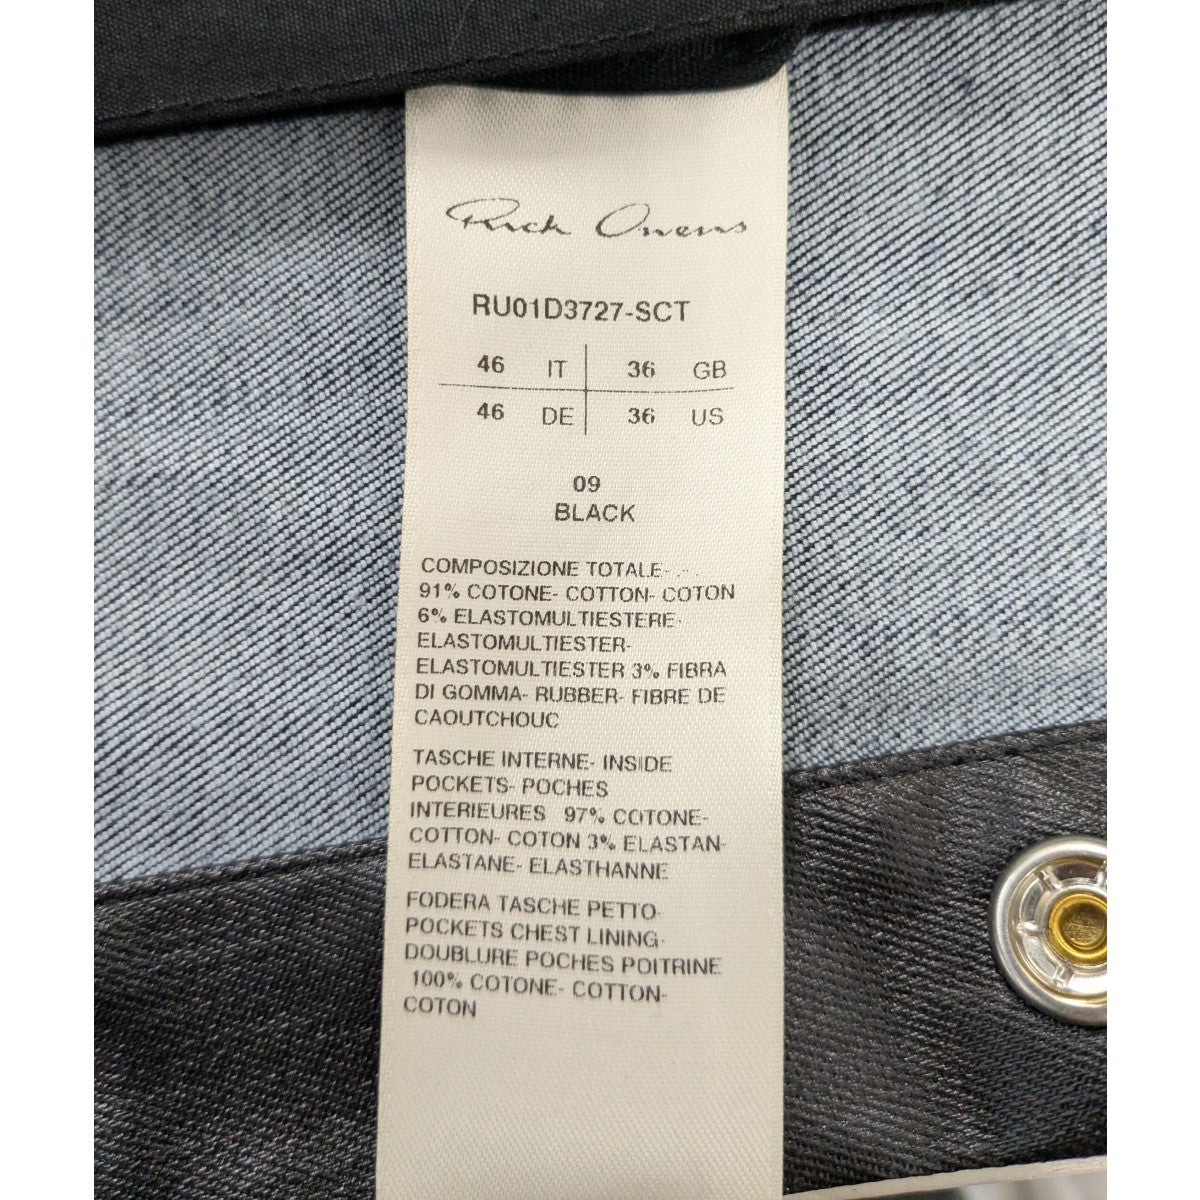 Rick Owens
RU01D3727-SCT
46 IT 36 GB
46 DE 36 US
09
BLACK
COMPOSIZIONE TOTALE- .-
91% COTONE- COTTON- COTON
6% ELASTOMULTIESTERE-
ELASTOMULTIESTER-
ELASTOMULTIESTER 3% FIBRA
DI GOMMA- RUBBER- FIBRE DE
CAOUTCHOUC
TASCHE INTERNE- INSIDE
POCKETS- POCHES
INTERIEURES 97% COTONE-
COTTON- COTON 3% ELASTAN-
ELASTANE- ELASTHANNE
FODERA TASCHE PETTO-
POCKETS CHEST LINING-
DOUBLURE POCHES POITRINE
100% COTONE- COTTON-
COTON